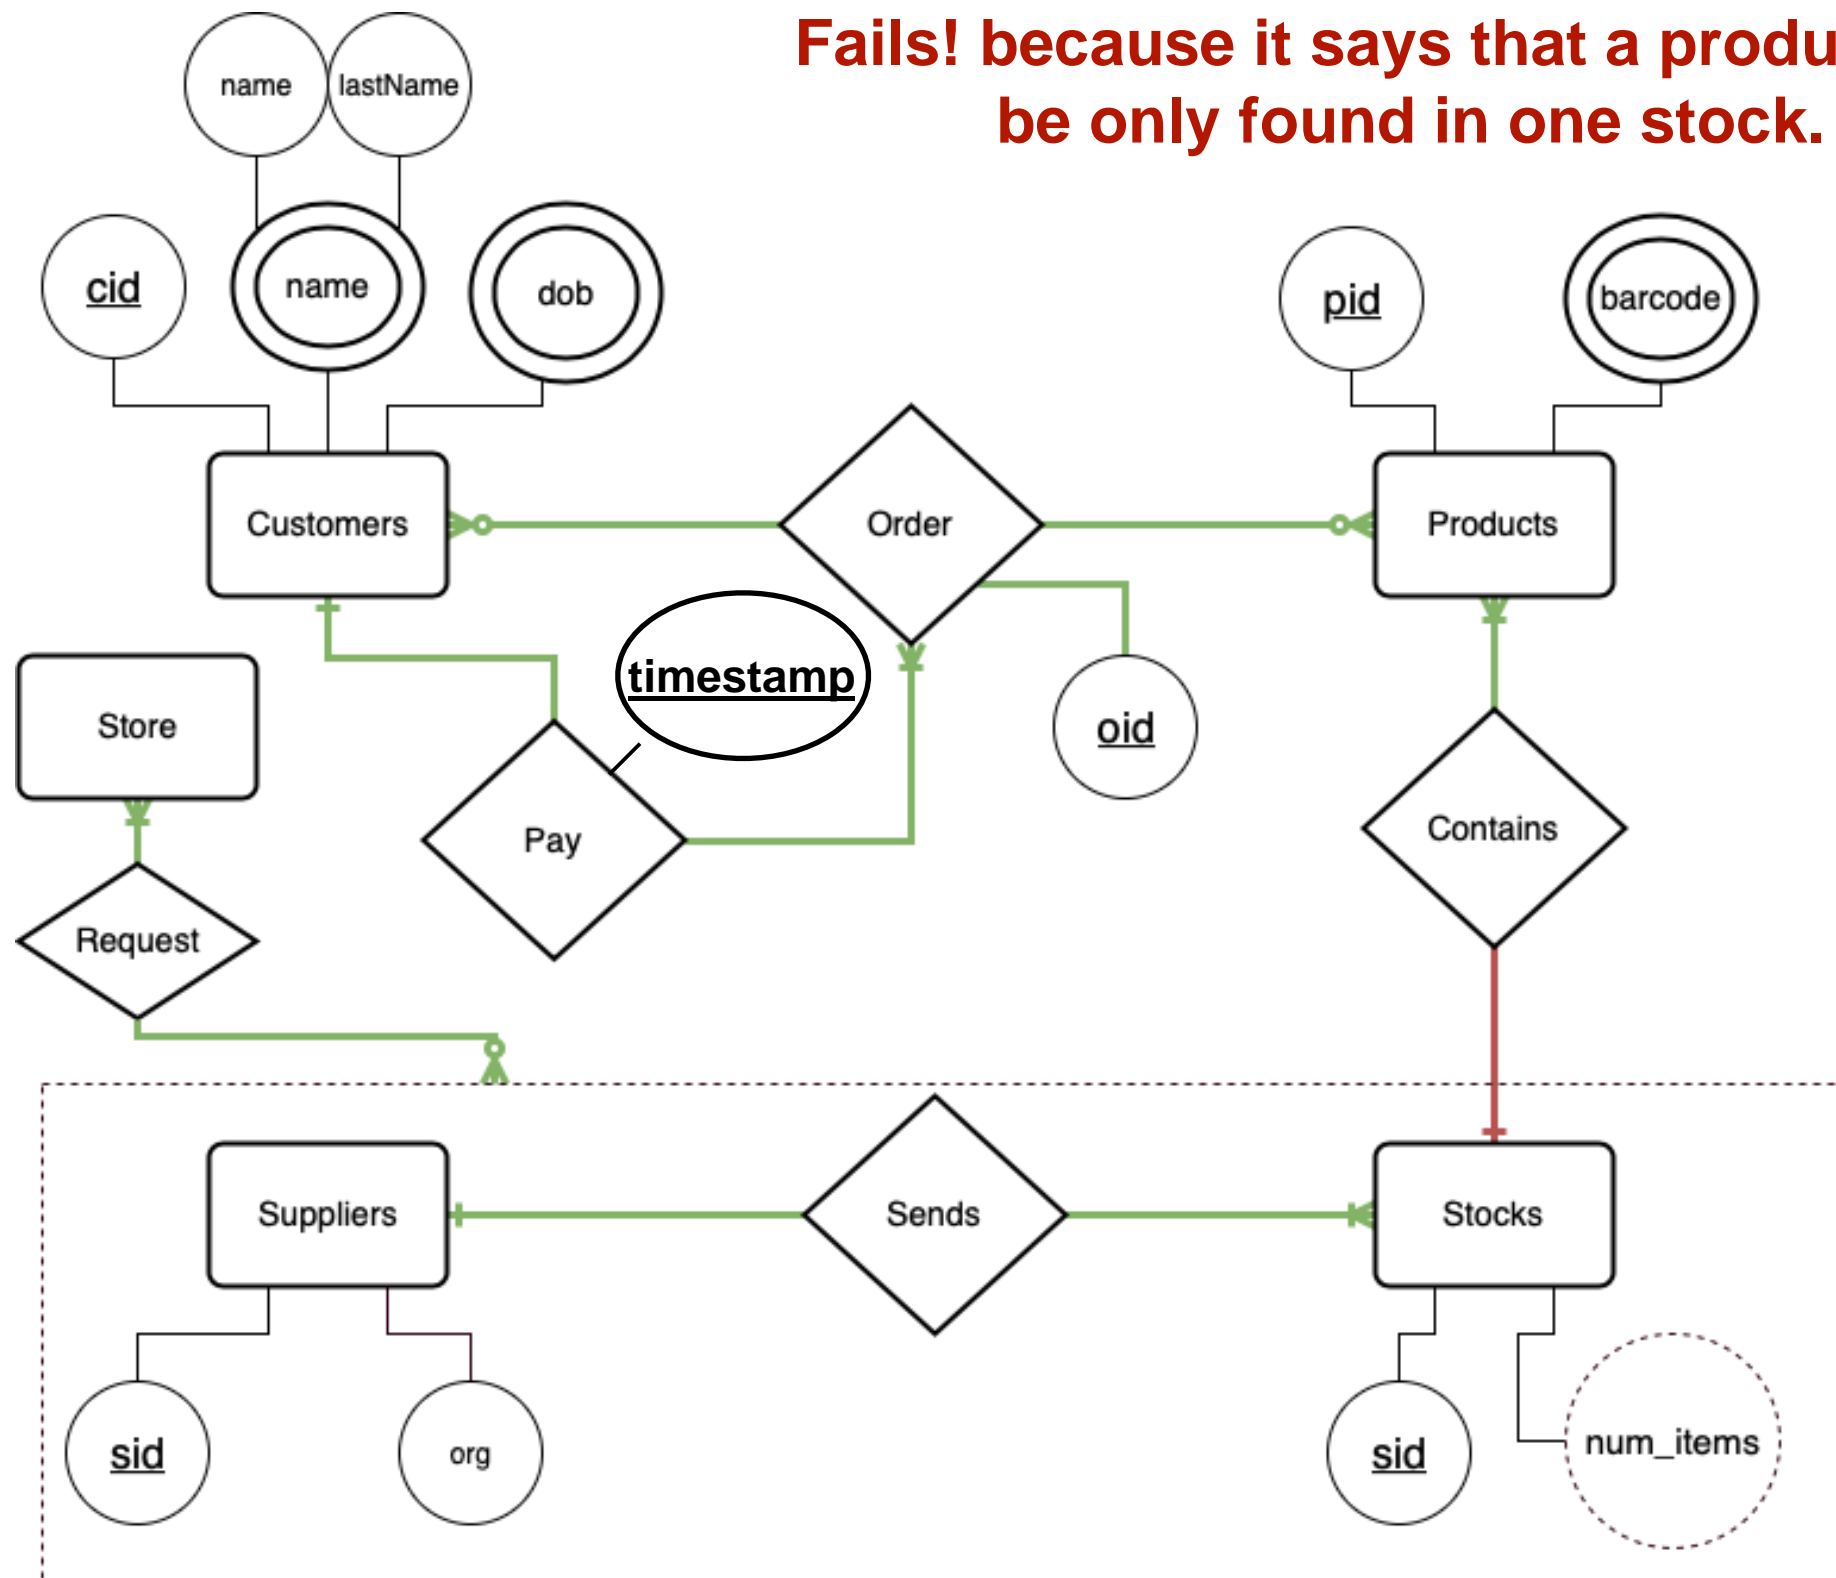 Fails! because it says that a produ
be only found in one stock.
name
lastName
cid
name
dob
pid
barcode
Customers
Order
Products
timestamp
Store
oid
Pay
Contains
Request
Suppliers
Sends
Stocks
sid
org
sid
num_items